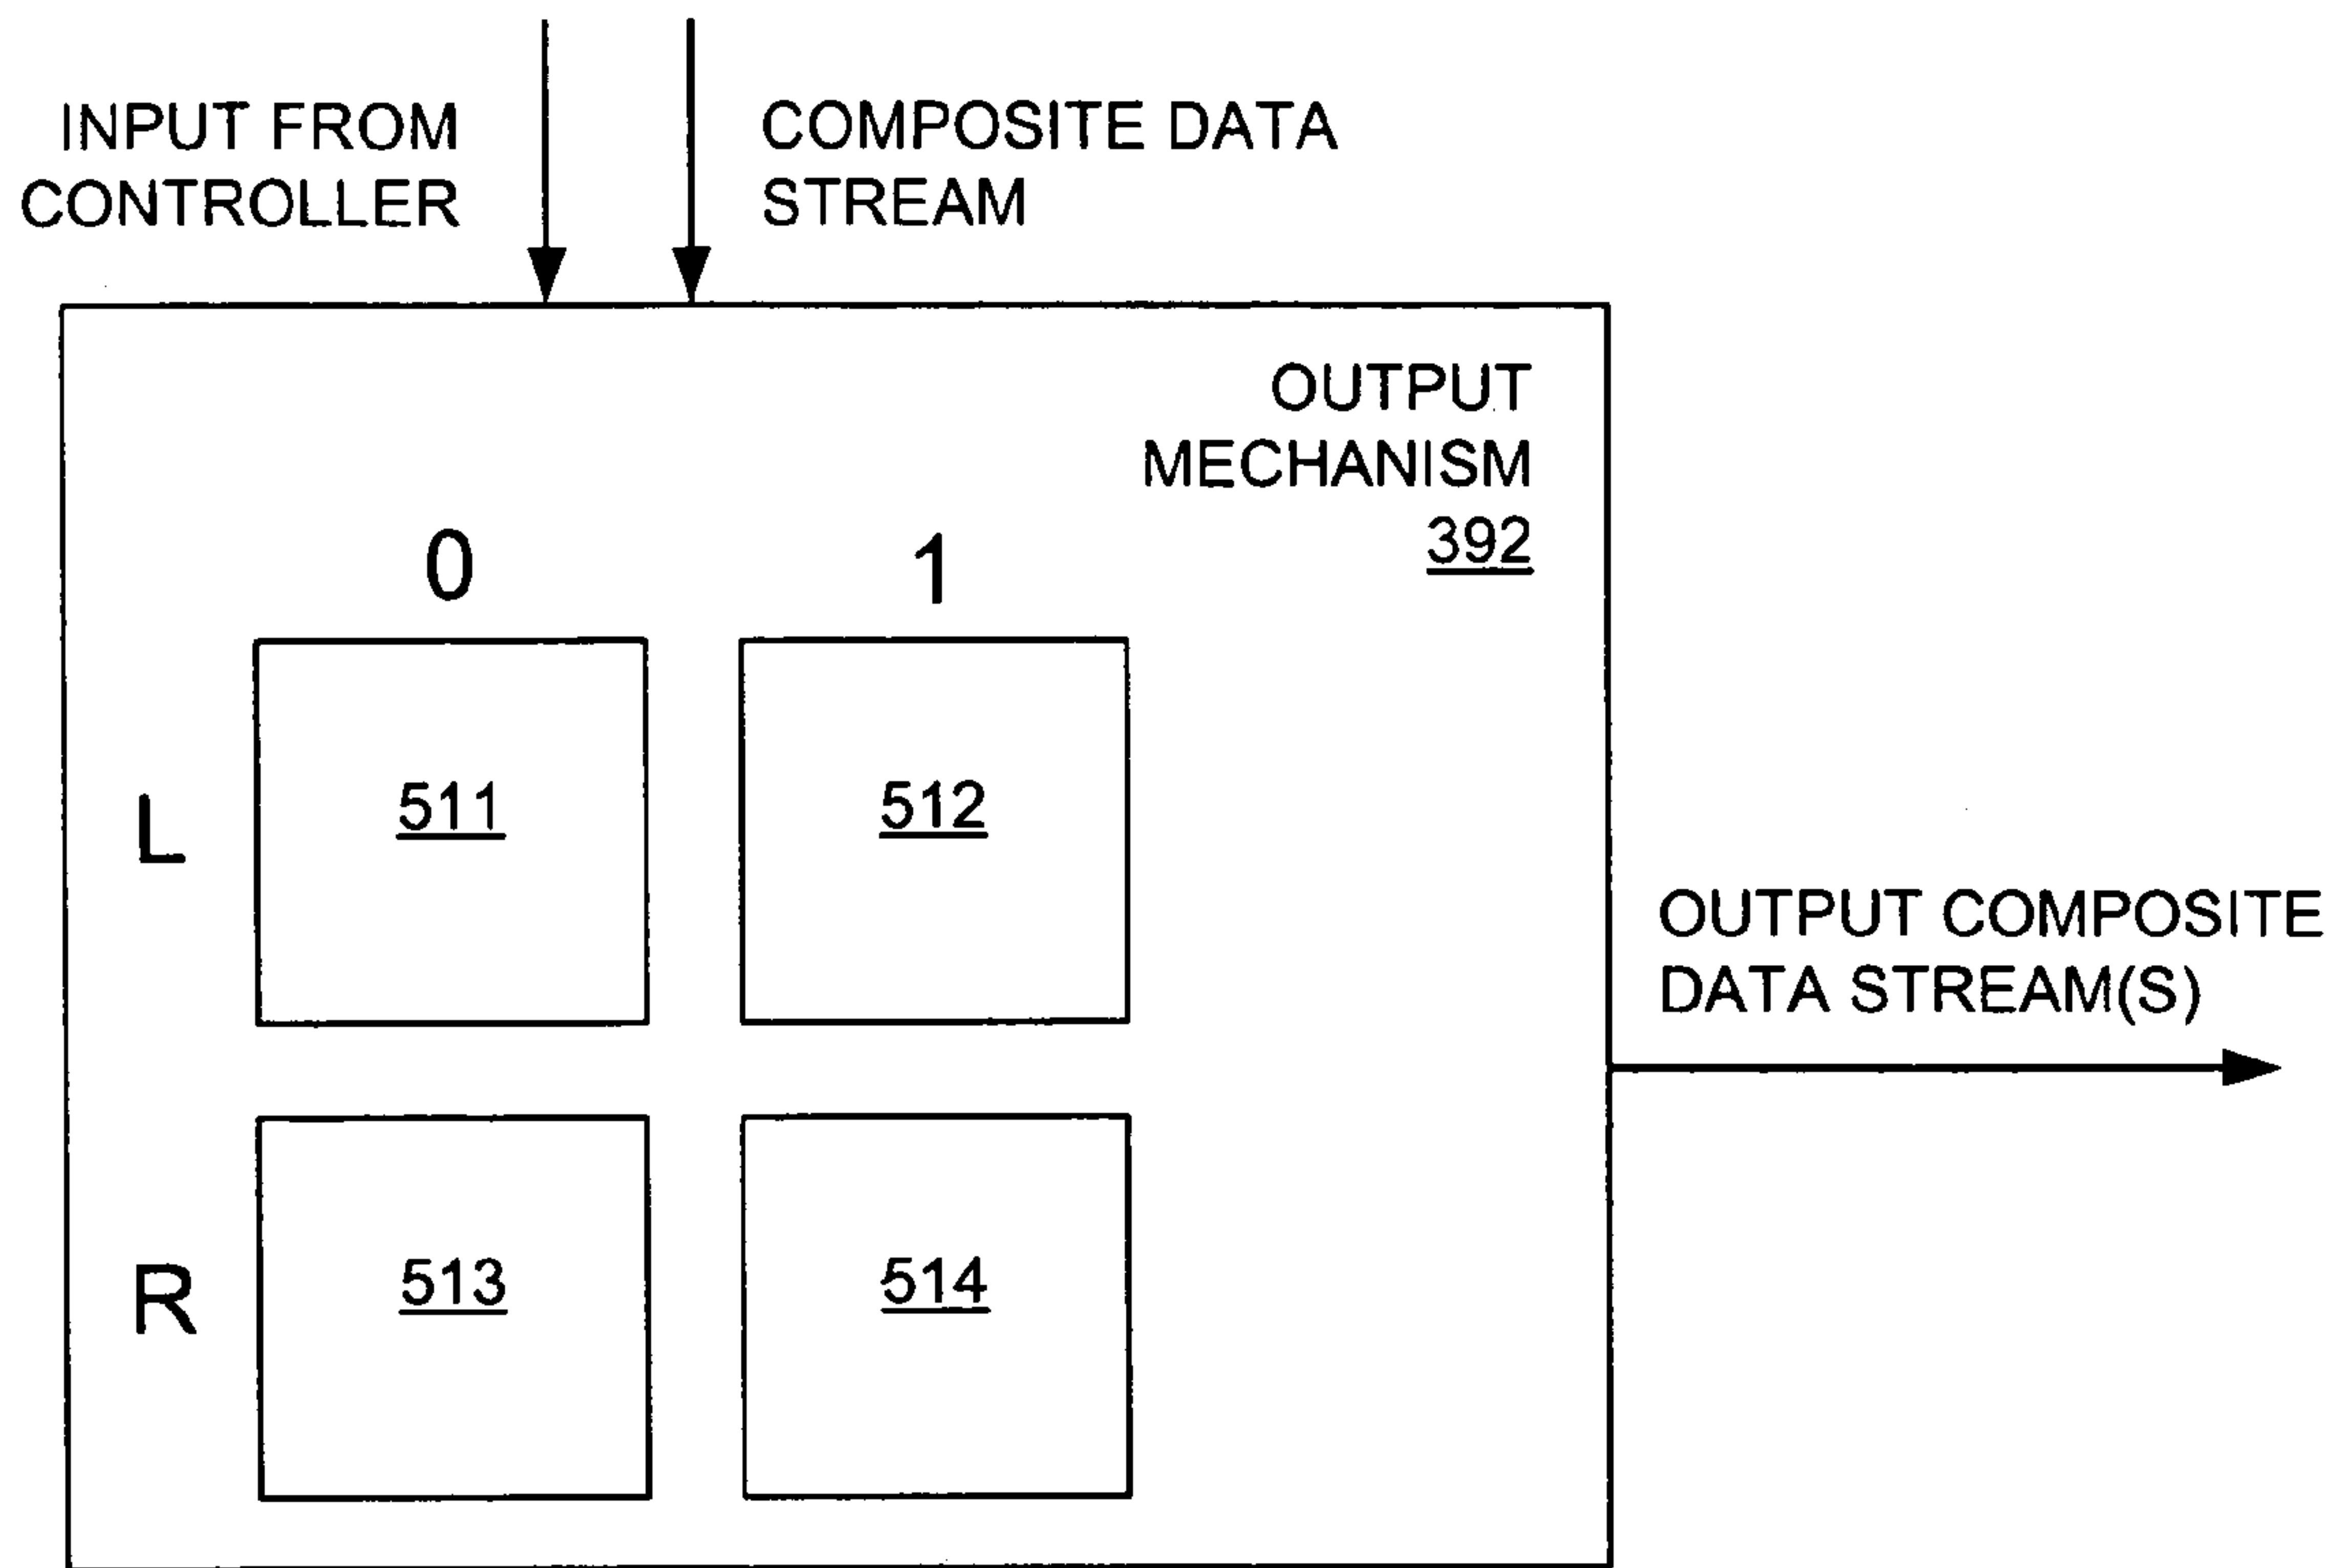 INPUT FROM
CONTROLLER
COMPOSITE DATA
STREAM
OUTPUT
MECHANISM
392
0 1
L 511 512
R 513 514
OUTPUT COMPOSITE
DATA STREAM(S)